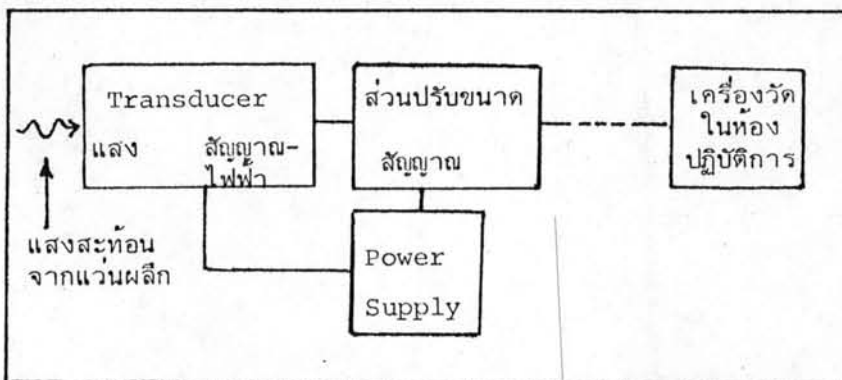 Transducer
แสง สัญญาณ-
ไฟฟ้า
ส่วนปรับขนาด
สัญญาณ
เครื่องวัด
ในห้อง
ปฏิบัติการ
แสงสะท้อน
จากแว่นผลึก
Power
Supply